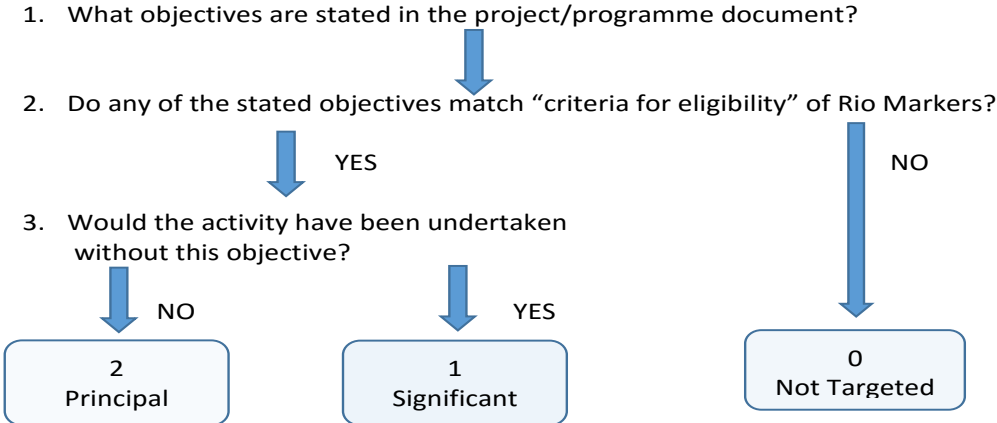 1. What objectives are stated in the project/programme document?
2. Do any of the stated objectives match “criteria for eligibility” of Rio Markers?
YES
NO
3. Would the activity have been undertaken
without this objective?
NO
YES
2
Principal
1
Significant
0
Not Targeted